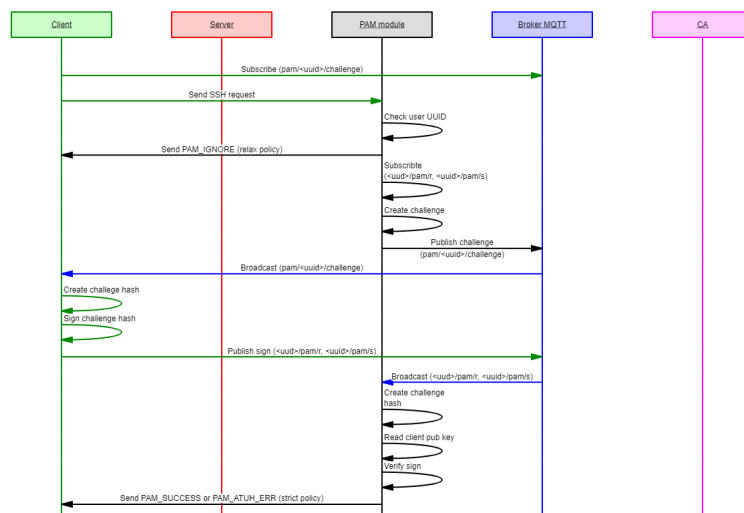 Client
Server
PAM module
Broker MQTT
CA
Subscribe (pam/<uuid>/challenge)
Send SSH request
Check user UUID
Send PAM_IGNORE (relax policy)
Subscribte
(<uud>/pam/r, <uuid>/pam/s)
Create challenge
Publish challenge
(pam/<uuid>/challenge)
Broadcast (pam/<uuid>/challenge)
Create challege hash
Sign challenge hash
Publish sign (<uud>/pam/r, <uuid>/pam/s)
Broadcast (<uud>/pam/r, <uuid>/pam/s)
Create challenge
hash
Read client pub key
Verify sign
Send PAM_SUCCESS or PAM_ATUH_ERR (strict policy)